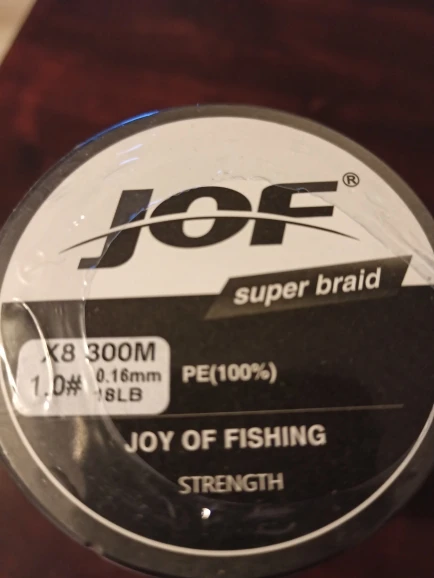 JOF®
super braid
X8 300M
1.0# 0.16mm
18LB
PE(100%)
JOY OF FISHING
STRENGTH